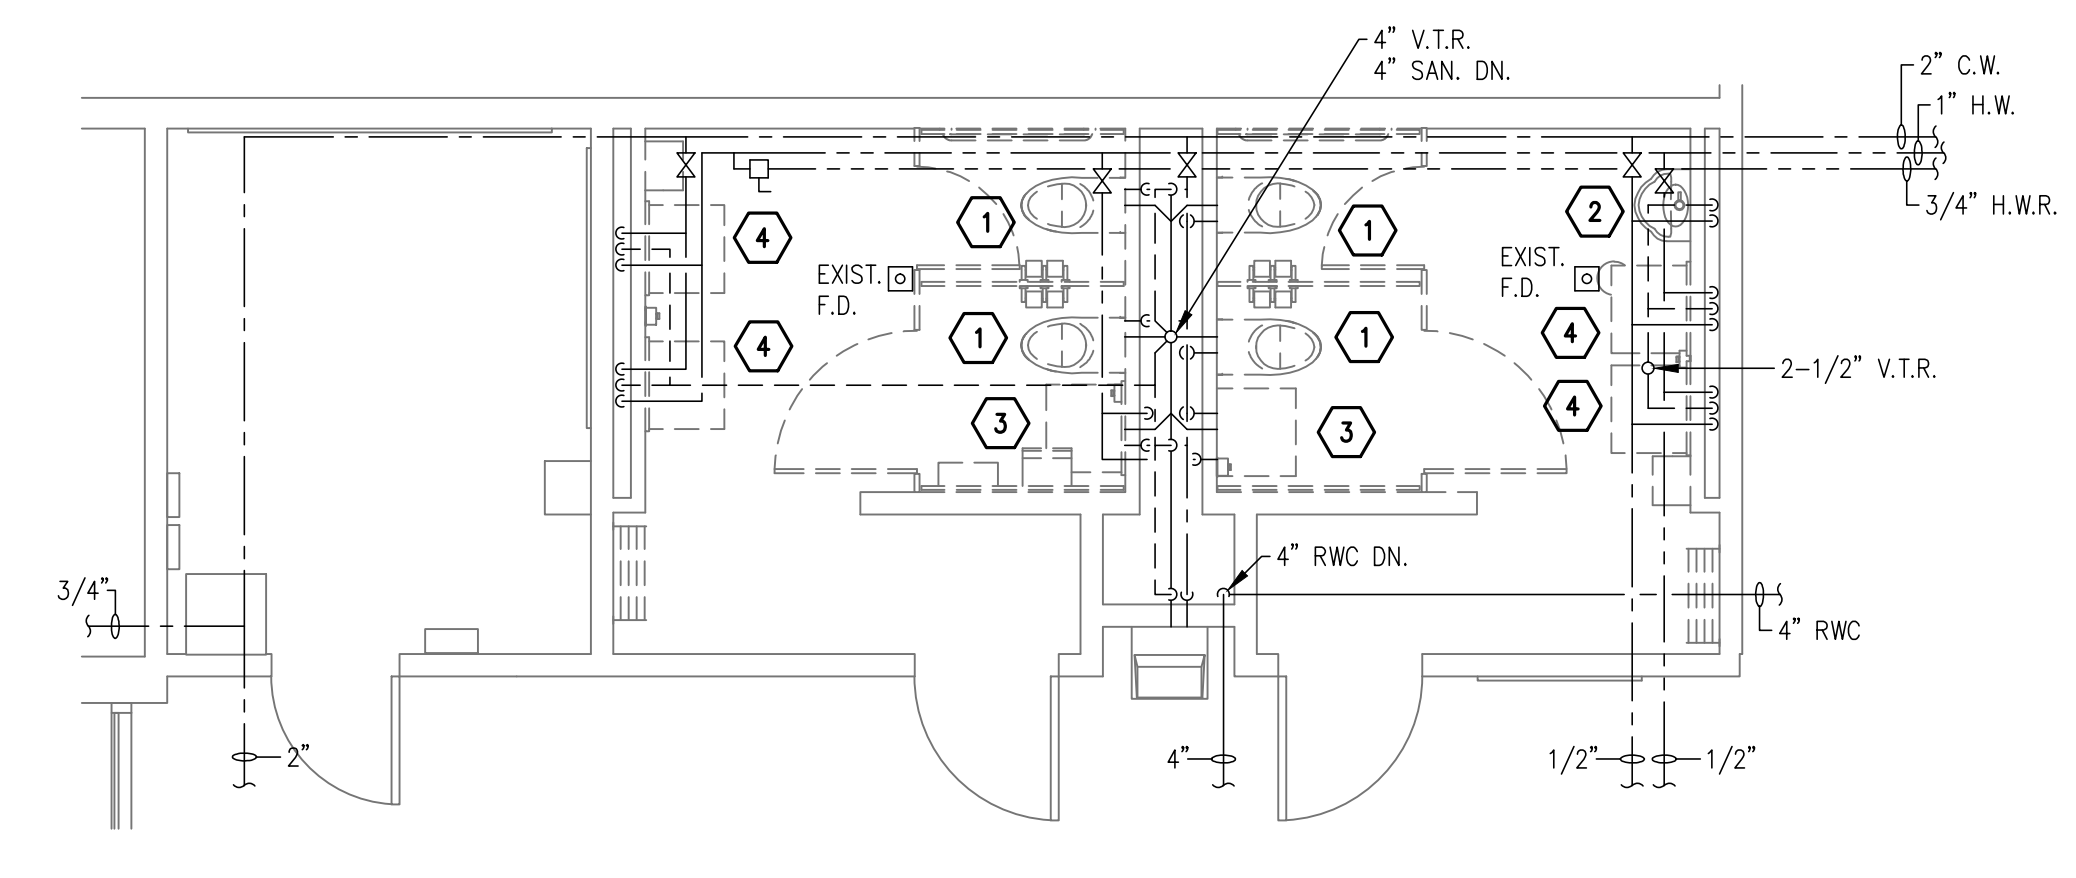 4” V.T.R.
4” SAN. DN.
2” C.W.
1” H.W.
3/4” H.W.R.
4
1
1
2
EXIST.
F.D.
EXIST.
F.D.
4
1
1
4
2-1/2” V.T.R.
3
3
4
4” RWC DN.
3/4”
4” RWC
2”
4”
1/2”
1/2”